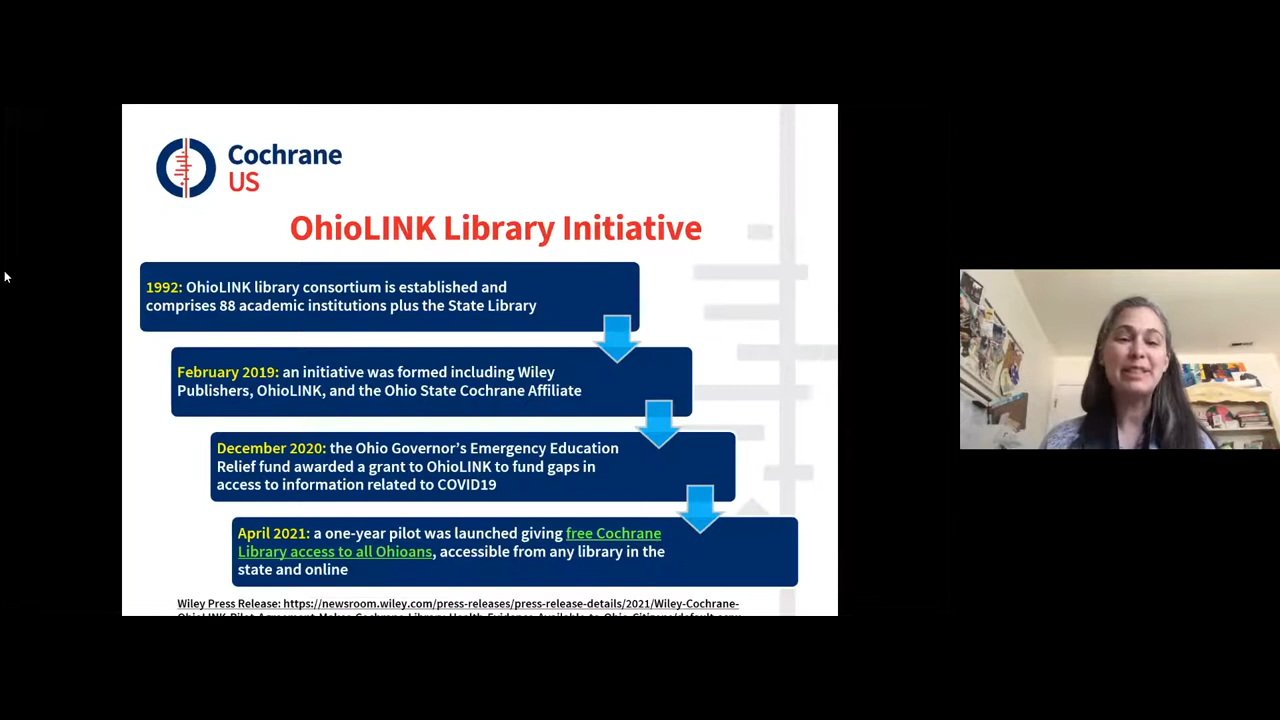 Cochrane
US
OhioLINK Library Initiative
1992: OhioLINK library consortium is established and
comprises 88 academic institutions plus the State Library
February 2019: an initiative was formed including Wiley
Publishers, OhioLINK, and the Ohio State Cochrane Affiliate
December 2020: the Ohio Governor's Emergency Education
Relief fund awarded a grant to OhioLINK to fund gaps in
access to information related to COVID19
April 2021: a one-year pilot was launched giving free Cochrane
Library access to all Ohioans, accessible from any library in the
state and online
Wiley Press Release: https://newsroom.wiley.com/press-releases/press-release-details/2021/Wiley-Cochrane-